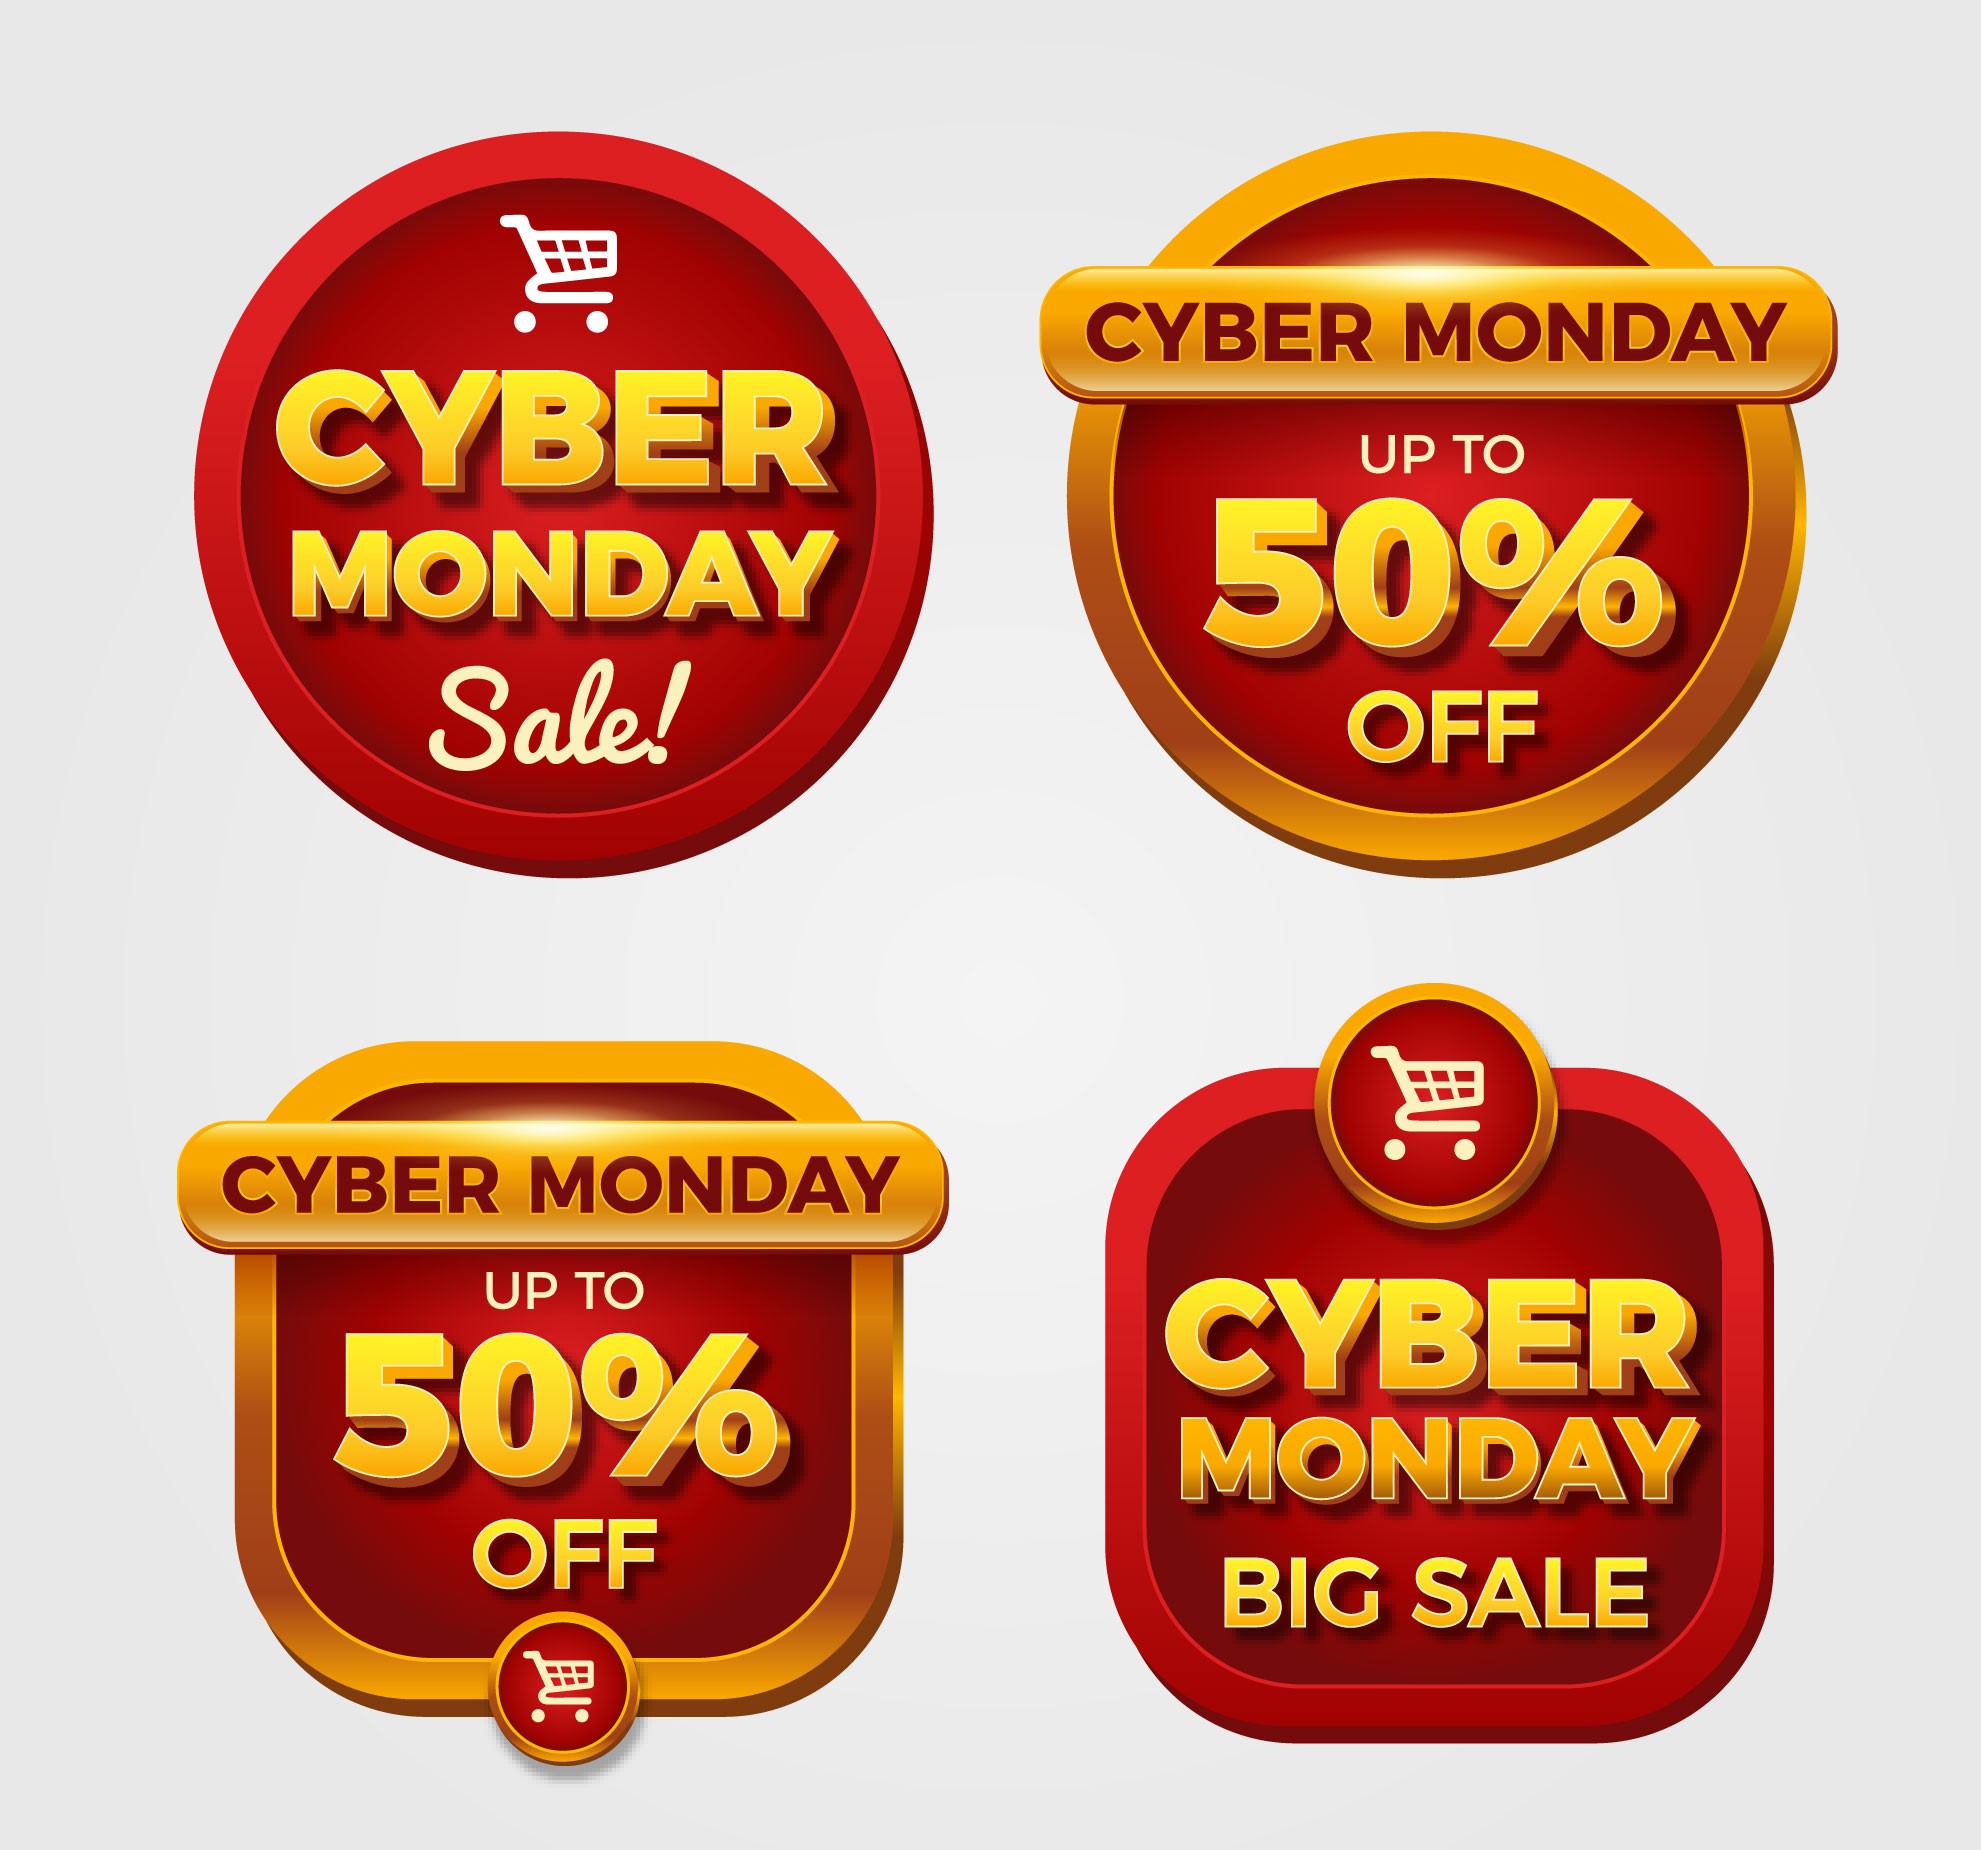 CYBER
MONDAY
Sale!
CYBER MONDAY
UP TO
50%
OFF
CYBER MONDAY
UP TO
50%
OFF
CYBER
MONDAY
BIG SALE